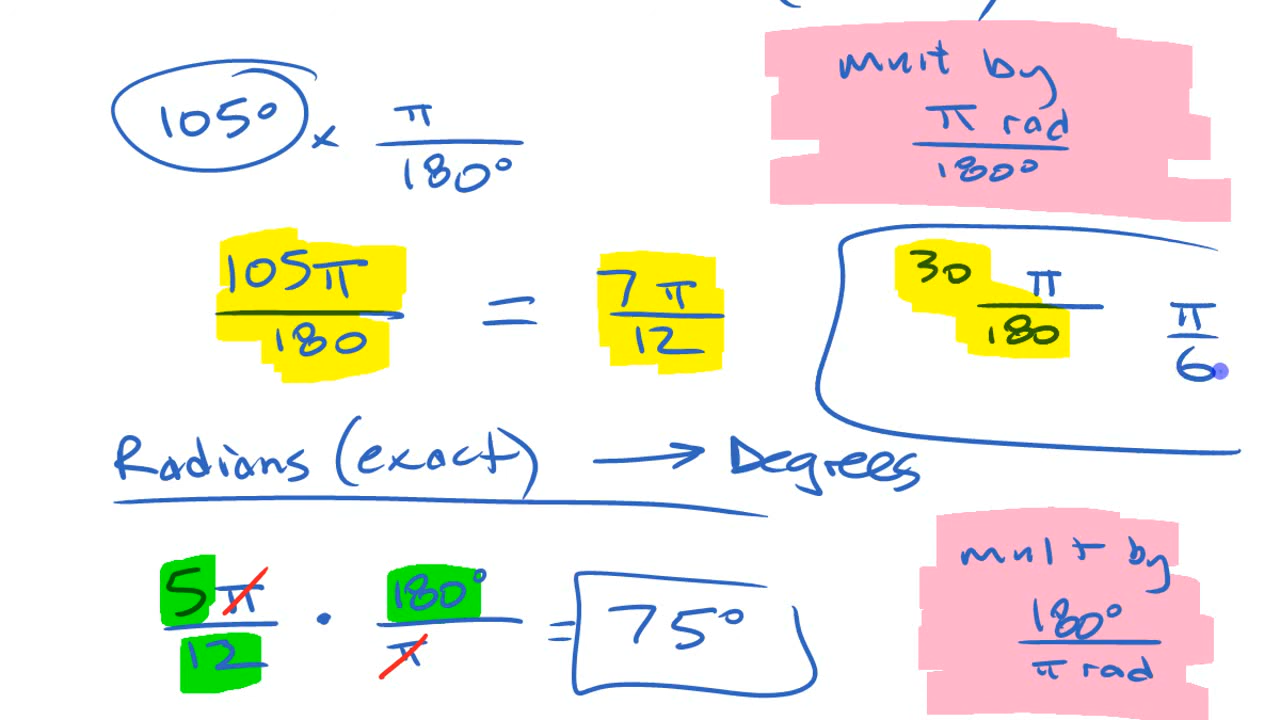 105° × π/180°
mult by
π rad/180°
105π/180 = 7π/12
30 π/180 π/6
Radians (exact) → Degrees
5π/12 · 180°/π = 75°
mult by
180°/π rad